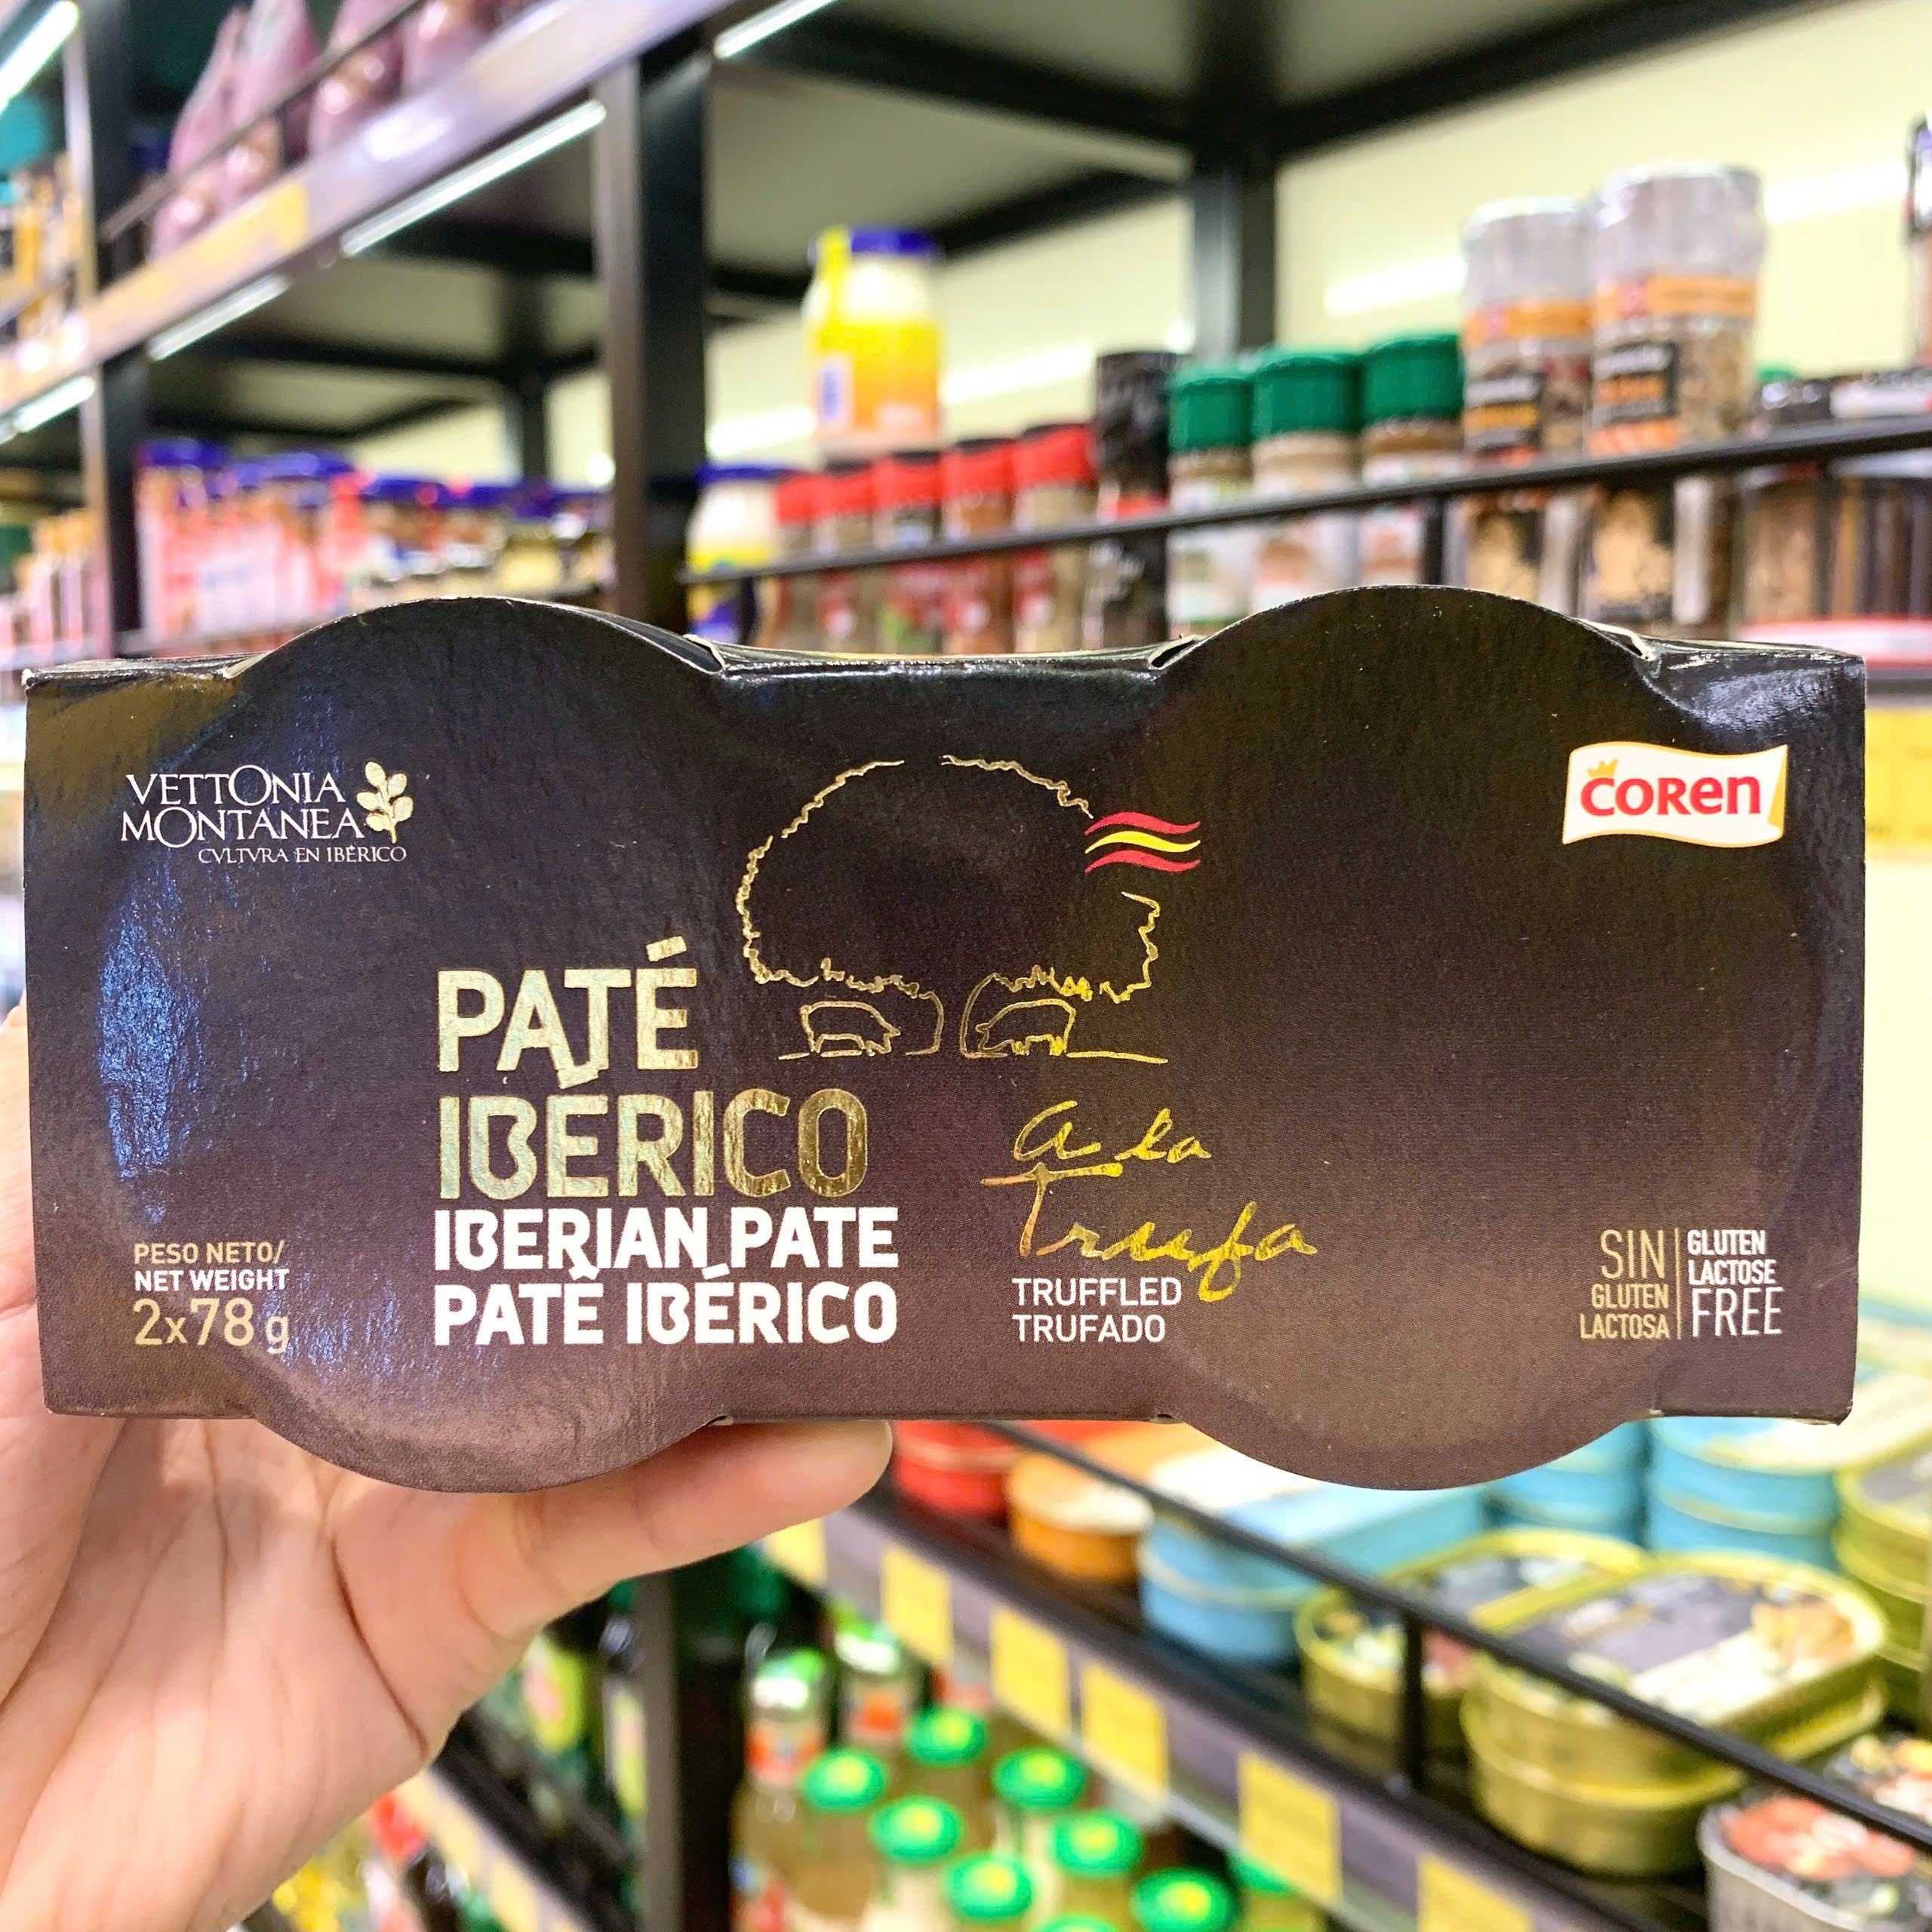 VETTONIA
MONTANEA
CVLTVRA EN IBÉRICO
COREN
PATÉ
IBÉRICO
IBERIAN PATE
PATÊ IBÉRICO
a la
Trufa
TRUFFLED
TRUFADO
PESO NETO/
NET WEIGHT
2x78 g
SIN
GLUTEN
LACTOSA
GLUTEN
LACTOSE
FREE